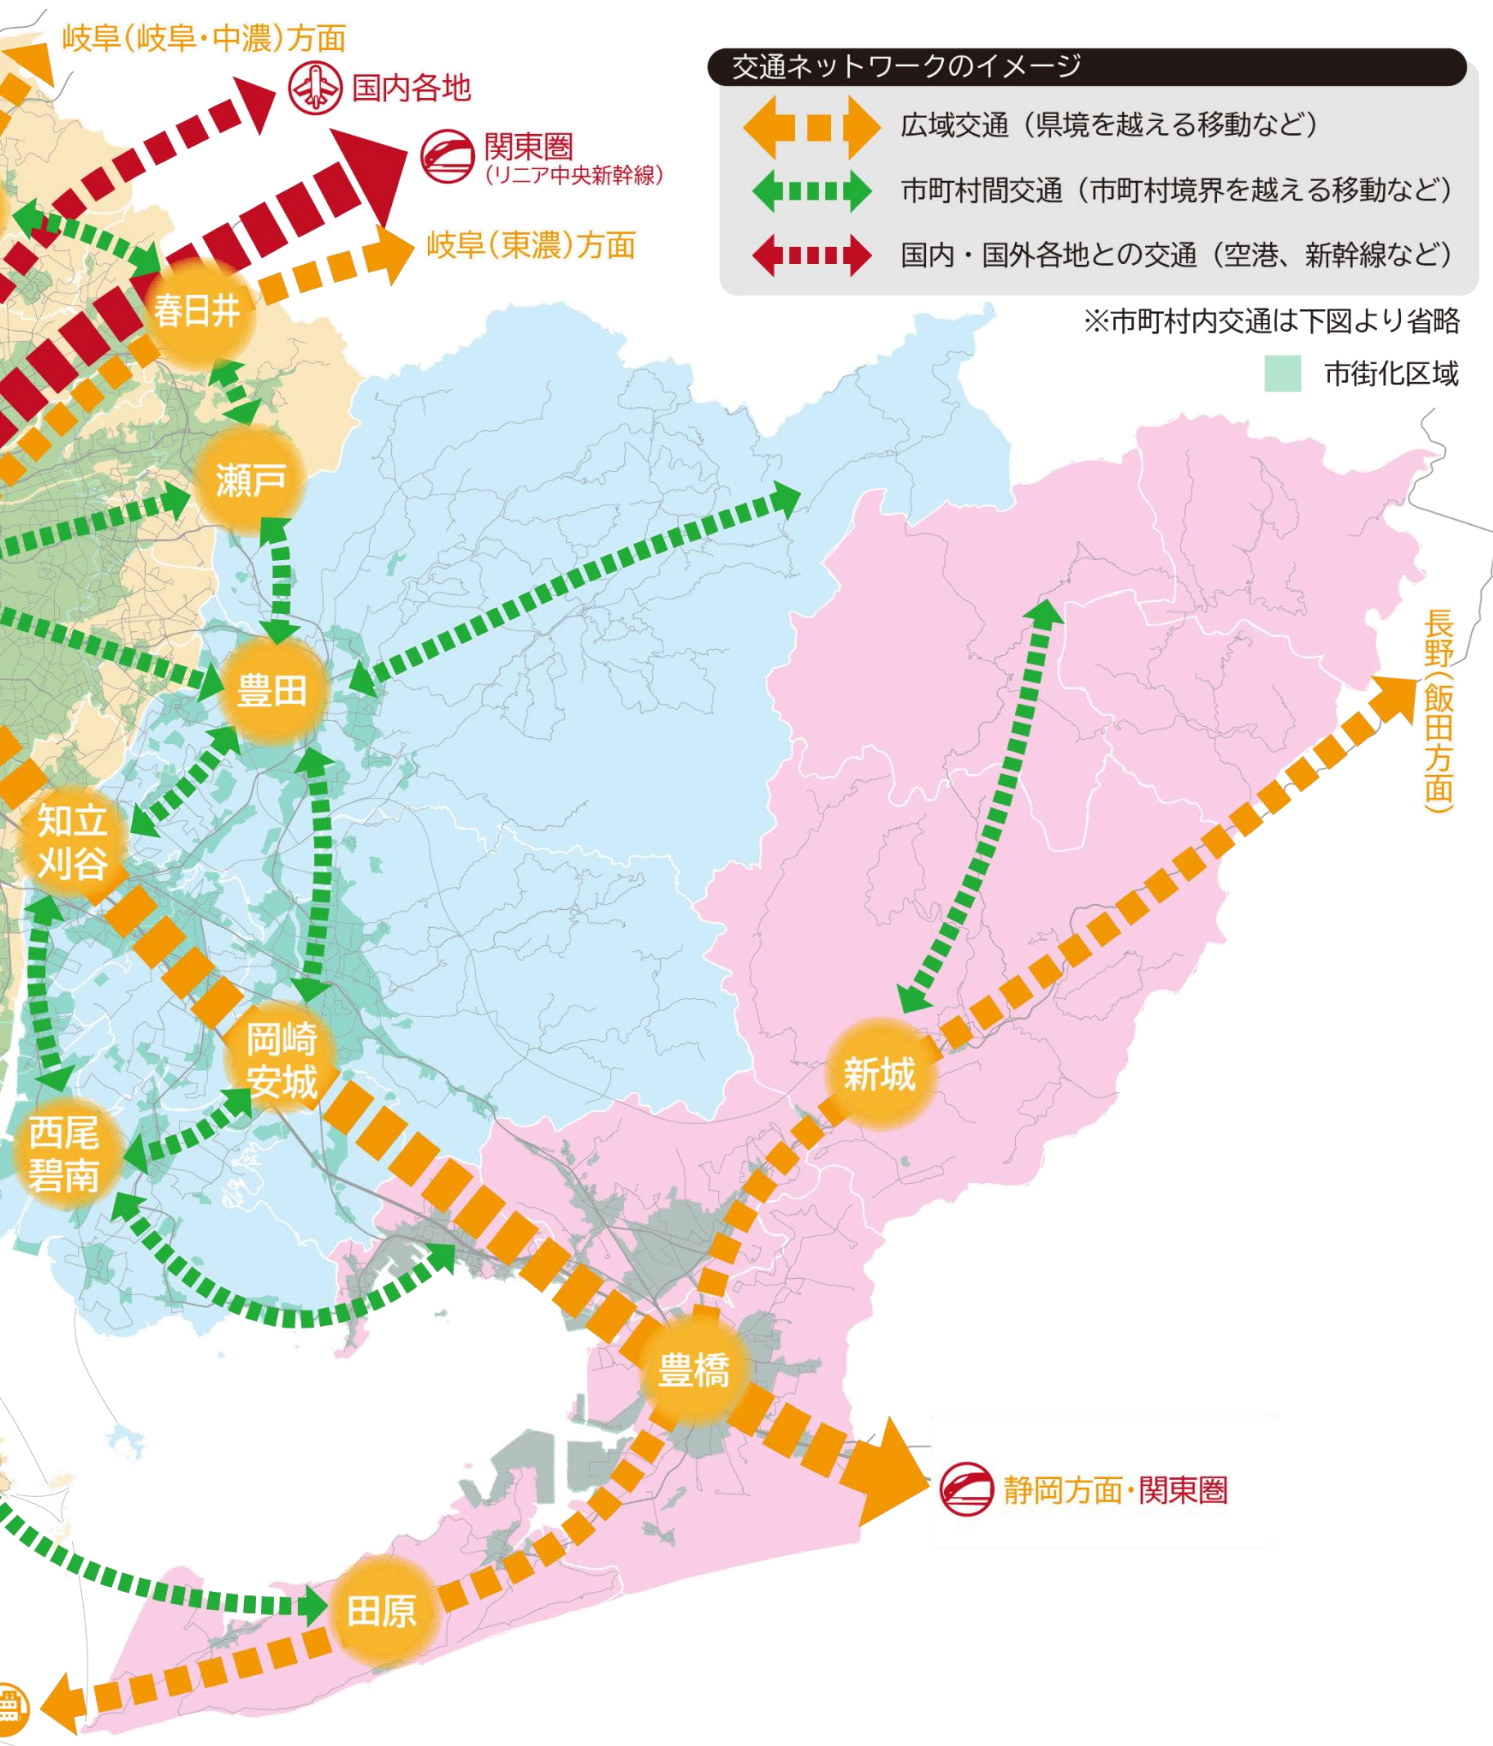 岐阜(岐阜・中濃)方面
国内各地
関東圏
(リニア中央新幹線)
岐阜(東濃)方面
交通ネットワークのイメージ
広域交通（県境を越える移動など）
市町村間交通（市町村境界を越える移動など）
国内・国外各地との交通（空港、新幹線など）
※市町村内交通は下図より省略
市街化区域
春日井
瀬戸
豊田
長野(飯田方面)
知立
刈谷
岡崎
安城
新城
西尾
碧南
豊橋
静岡方面・関東圏
田原